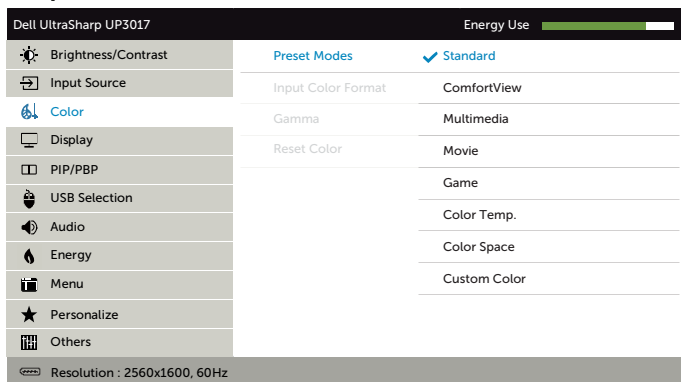 Dell UltraSharp UP3017
Energy Use
Brightness/Contrast
Input Source
Color
Display
PIP/PBP
USB Selection
Audio
Energy
Menu
Personalize
Others
Preset Modes
Input Color Format
Gamma
Reset Color
Standard
ComfortView
Multimedia
Movie
Game
Color Temp.
Color Space
Custom Color
Resolution : 2560x1600, 60Hz